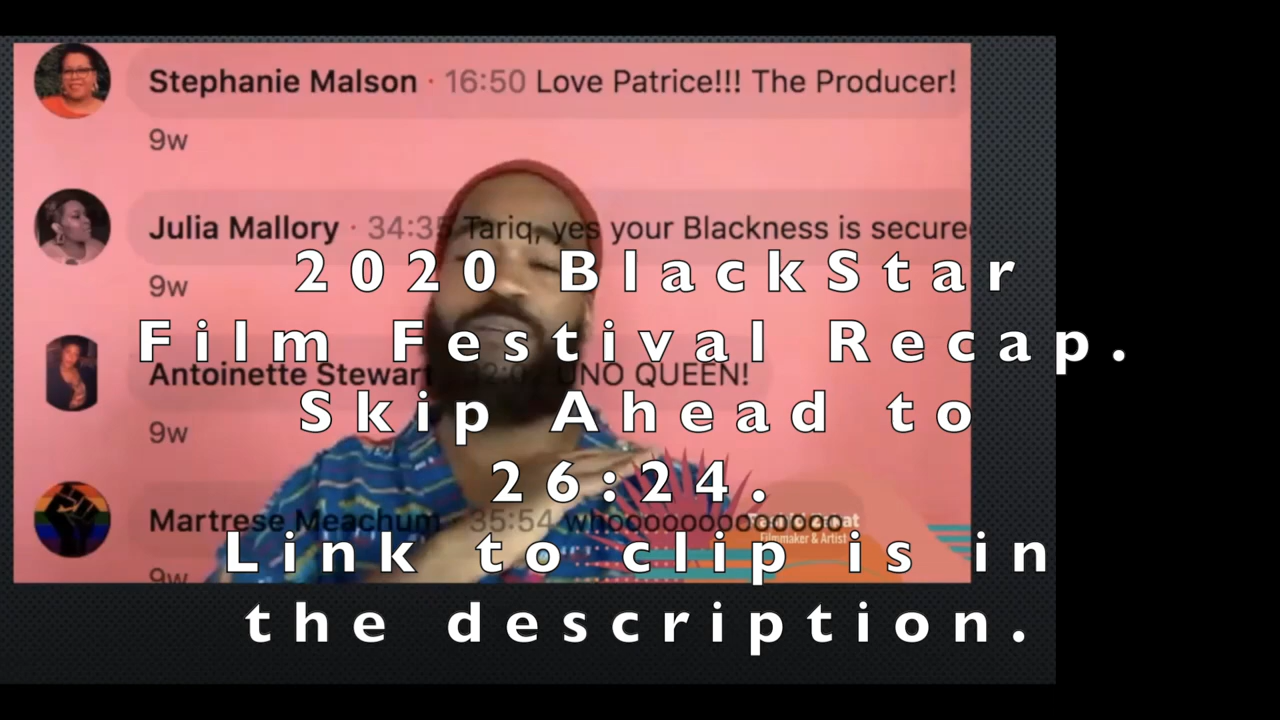 Stephanie Malson · 16:50 Love Patrice!!! The Producer!
9w
Julia Mallory · 34:35 Tariq, yes your Blackness is secure
9w
2020 BlackStar
Film Festival Recap.
Antoinette Stewart UNO QUEEN!
Skip Ahead to
9w
26:24.
Martrese Meachum · 35:54 whooooooooooooo
Filmmaker & Artist
Link to clip is in
9w
the description.